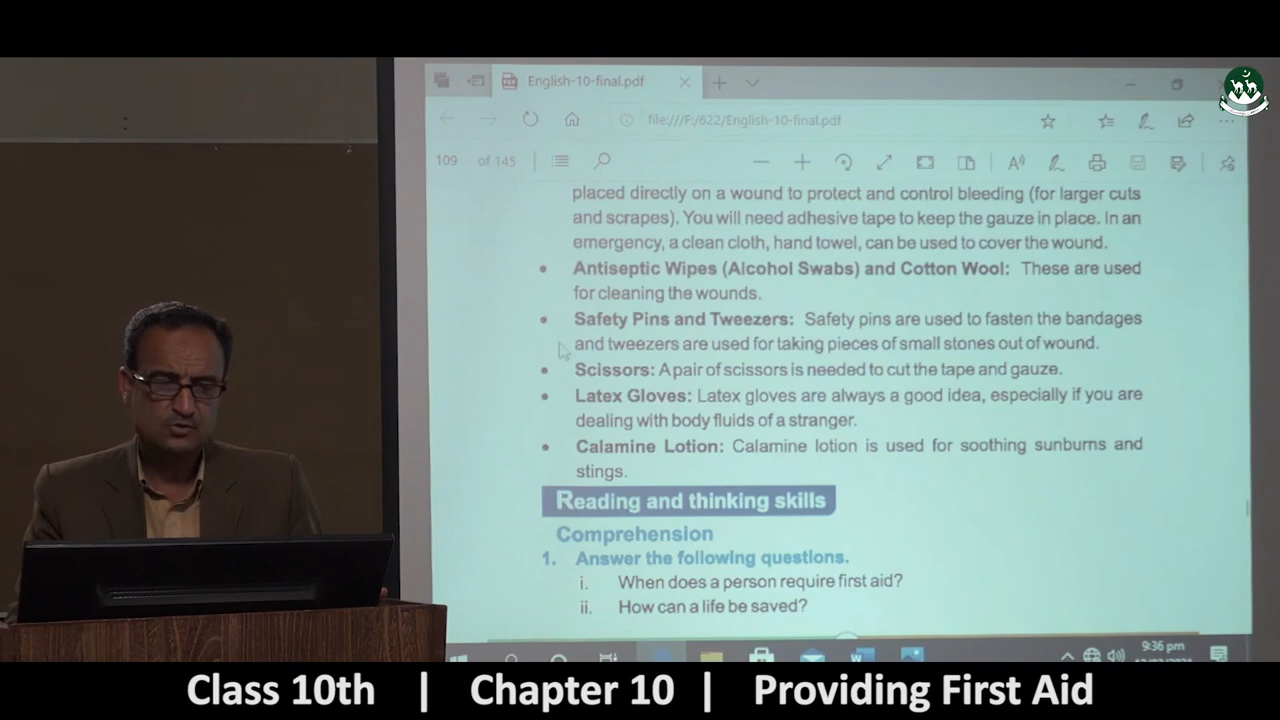 English-10-final.pdf
file:///F:/622/English-10-final.pdf
109 of 145
placed directly on a wound to protect and control bleeding (for larger cuts
and scrapes). You will need adhesive tape to keep the gauze in place. In an
emergency, a clean cloth, hand towel, can be used to cover the wound.
• Antiseptic Wipes (Alcohol Swabs) and Cotton Wool: These are used
for cleaning the wounds.
• Safety Pins and Tweezers: Safety pins are used to fasten the bandages
and tweezers are used for taking pieces of small stones out of wound.
• Scissors: A pair of scissors is needed to cut the tape and gauze.
• Latex Gloves: Latex gloves are always a good idea, especially if you are
dealing with body fluids of a stranger.
• Calamine Lotion: Calamine lotion is used for soothing sunburns and
stings.
Reading and thinking skills
Comprehension
1. Answer the following questions.
i. When does a person require first aid?
ii. How can a life be saved?
9:36 pm
Class 10th | Chapter 10 | Providing First Aid